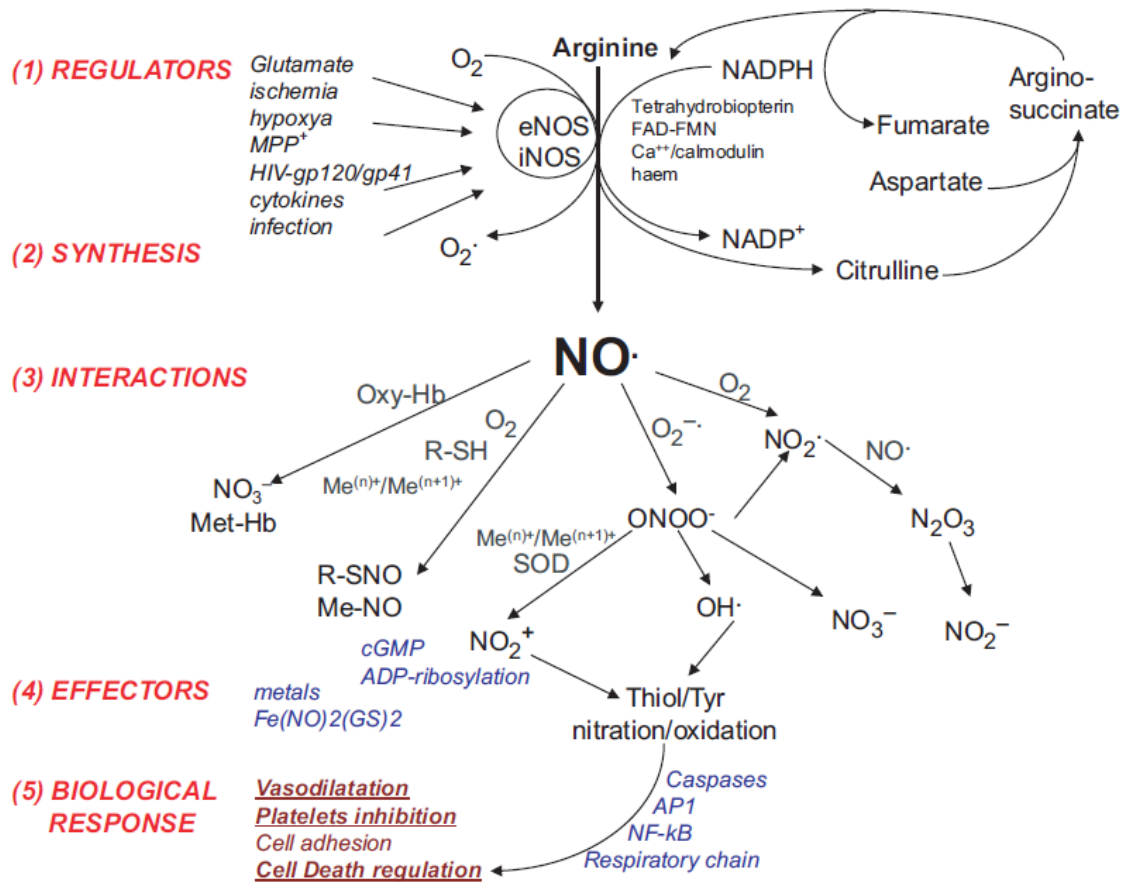 (1) REGULATORS
Glutamate
ischemia
hypoxya
MPP⁺
HIV-gp120/gp41
cytokines
infection
O₂
Arginine
eNOS
iNOS
O₂·
NADPH
Tetrahydrobiopterin
FAD-FMN
Ca⁺⁺/calmodulin
haem
NADP⁺
Citrulline
Fumarate
Aspartate
Argino-
succinate
(2) SYNTHESIS
NO·
(3) INTERACTIONS
Oxy-Hb
NO₃⁻
Met-Hb
O₂
R-SH
Me⁽ⁿ⁾⁺/Me⁽ⁿ⁺¹⁾⁺
R-SNO
Me-NO
O₂⁻·
ONOO⁻
O₂
NO₂·
NO·
N₂O₃
NO₂⁻
Me⁽ⁿ⁾⁺/Me⁽ⁿ⁺¹⁾⁺
SOD
NO₂⁺
OH·
NO₃⁻
(4) EFFECTORS
cGMP
ADP-ribosylation
metals
Fe(NO)2(GS)2
Thiol/Tyr
nitration/oxidation
(5) BIOLOGICAL
RESPONSE
Vasodilatation
Platelets inhibition
Cell adhesion
Cell Death regulation
Caspases
AP1
NF-kB
Respiratory chain